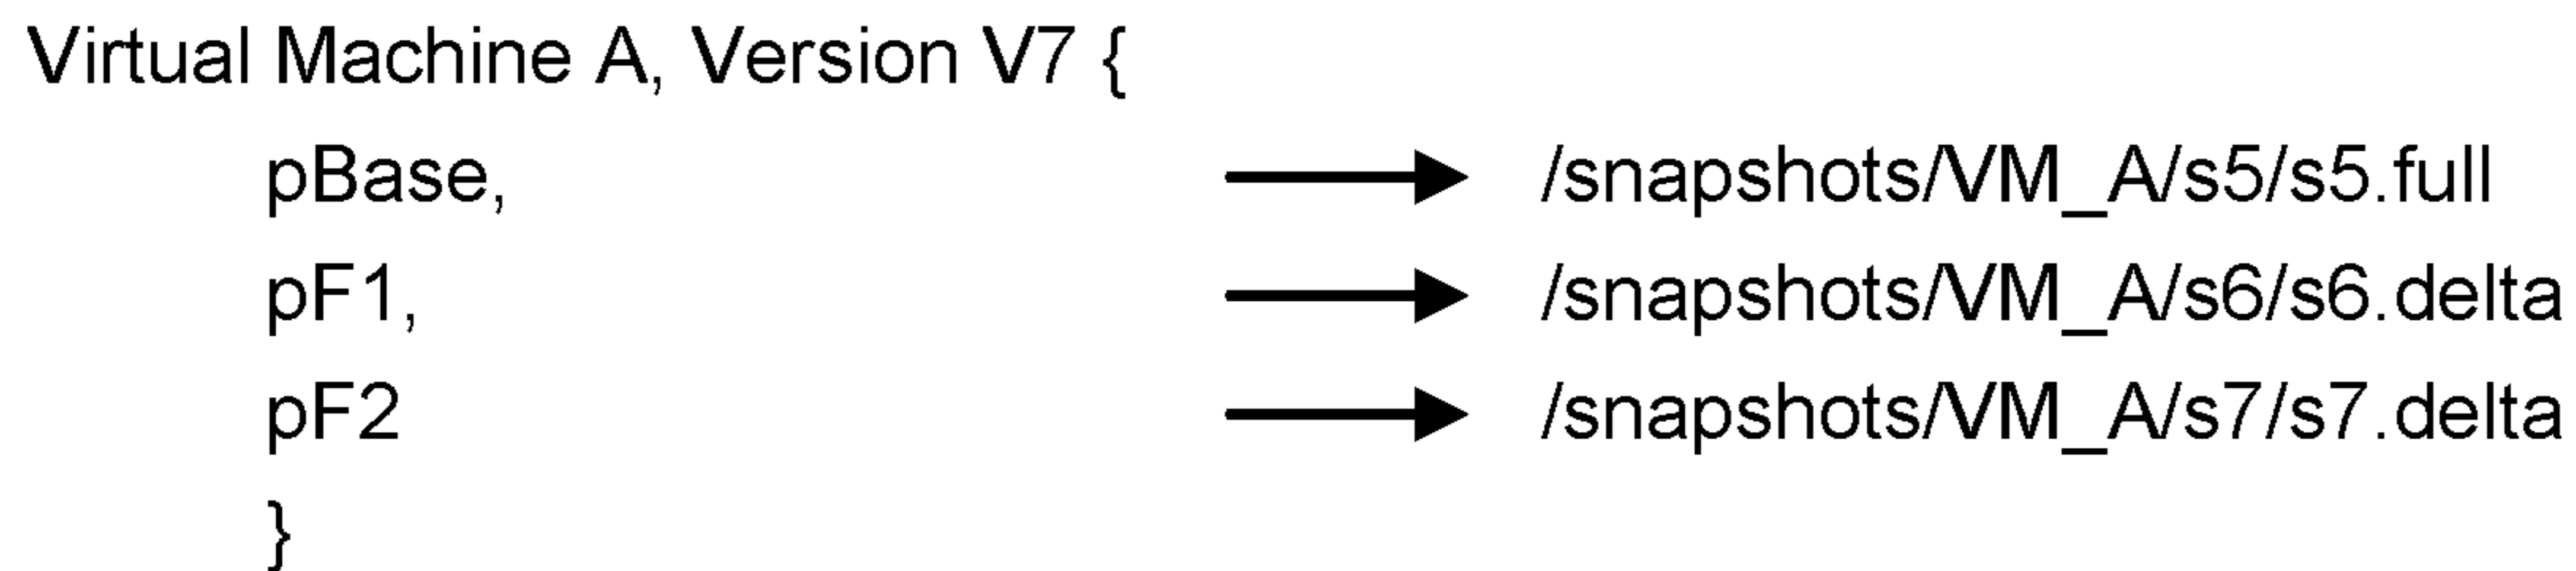 Virtual Machine A, Version V7 {
pBase, /snapshots/VM_A/s5/s5.full
pF1, /snapshots/VM_A/s6/s6.delta
pF2 /snapshots/VM_A/s7/s7.delta
}